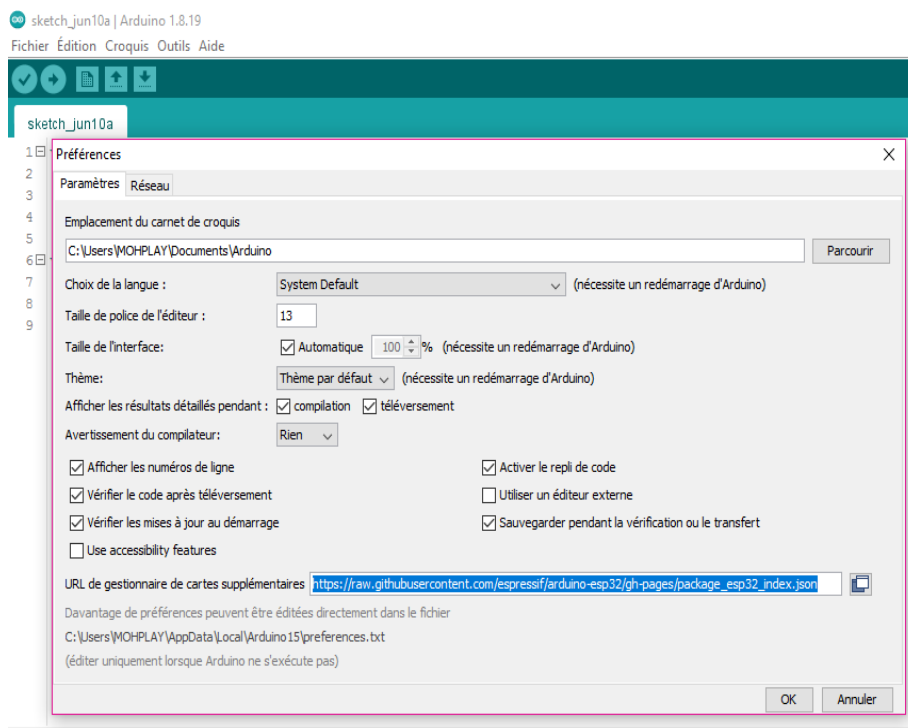 sketch_jun10a | Arduino 1.8.19
Fichier Édition Croquis Outils Aide
sketch_jun10a
Préférences
Paramètres Réseau
Emplacement du carnet de croquis
C:\Users\MOHPLAY\Documents\Arduino Parcourir
Choix de la langue : System Default (nécessite un redémarrage d'Arduino)
Taille de police de l'éditeur : 13
Taille de l'interface: Automatique 100 % (nécessite un redémarrage d'Arduino)
Thème: Thème par défaut (nécessite un redémarrage d'Arduino)
Afficher les résultats détaillés pendant : compilation téléversement
Avertissement du compilateur: Rien
Afficher les numéros de ligne Activer le repli de code
Vérifier le code après téléversement Utiliser un éditeur externe
Vérifier les mises à jour au démarrage Sauvegarder pendant la vérification ou le transfert
Use accessibility features
URL de gestionnaire de cartes supplémentaires https://raw.githubusercontent.com/espressif/arduino-esp32/gh-pages/package_esp32_index.json
Davantage de préférences peuvent être éditées directement dans le fichier
C:\Users\MOHPLAY\AppData\Local\Arduino15\preferences.txt
(éditer uniquement lorsque Arduino ne s'exécute pas)
OK Annuler
1
2
3
4
5
6
7
8
9